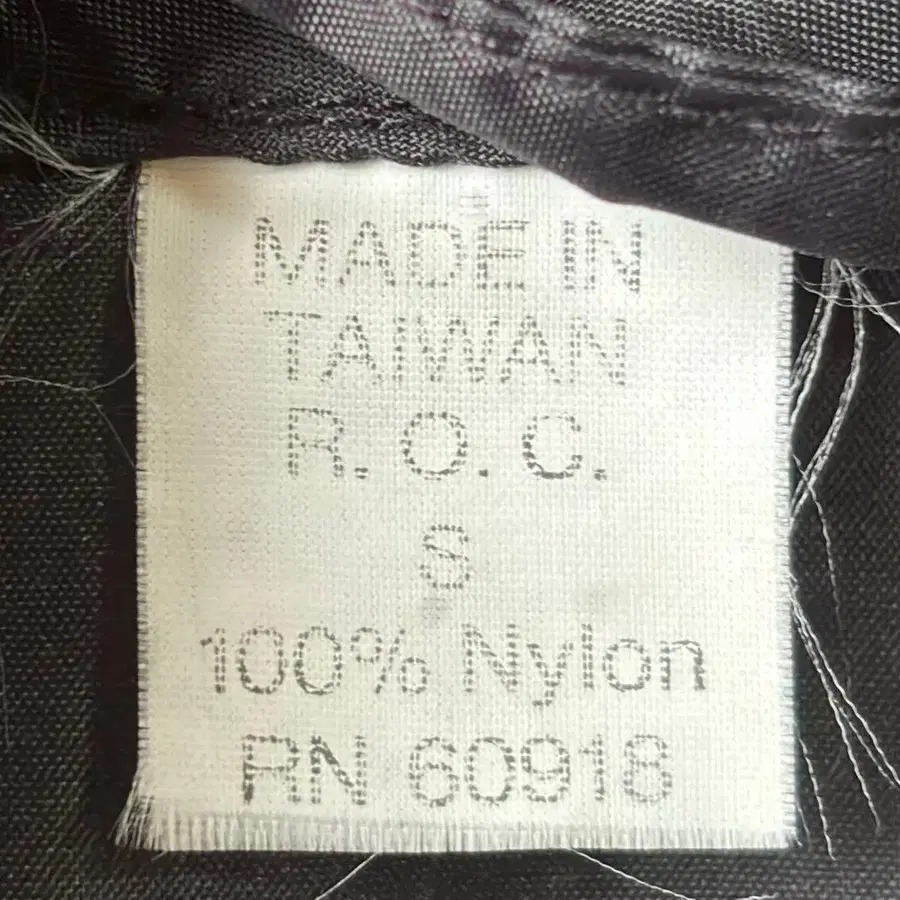 MADE IN
TAIWAN
R.O.C.
S
100% Nylon
RN 60918